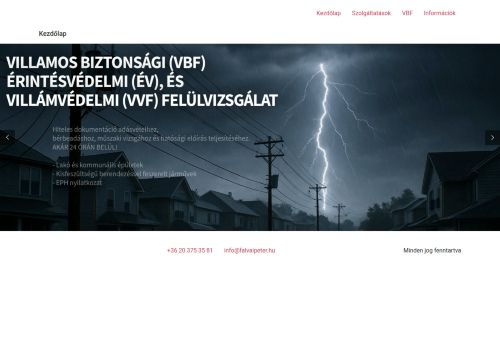 Kezdőlap Szolgáltatások VBF Információk
Kezdőlap
VILLAMOS BIZTONSÁGI (VBF)
ÉRINTÉSVÉDELMI (ÉV), ÉS
VILLÁMVÉDELMI (VVF) FELÜLVIZSGÁLAT
Hiteles dokumentáció adásvételhez,
bérbeadáshoz, műszaki vizsgához és hatósági előírás teljesítéséhez.
AKÁR 24 ÓRÁN BELÜL!
- Lakó és kommunális épületek
- Kisfeszültségű berendezéssel felszerelt járművek
- EPH nyilatkozat
+36 20 375 35 81 info@falvaipeter.hu Minden jog fenntartva